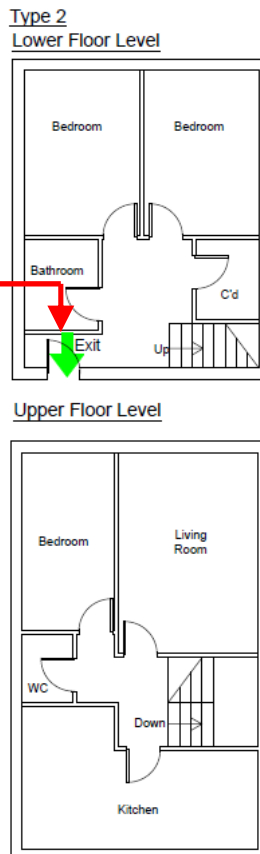 Type 2
Lower Floor Level
Bedroom Bedroom
Bathroom
C'd
Exit Up
Upper Floor Level
Bedroom
Living
Room
WC
Down
Kitchen